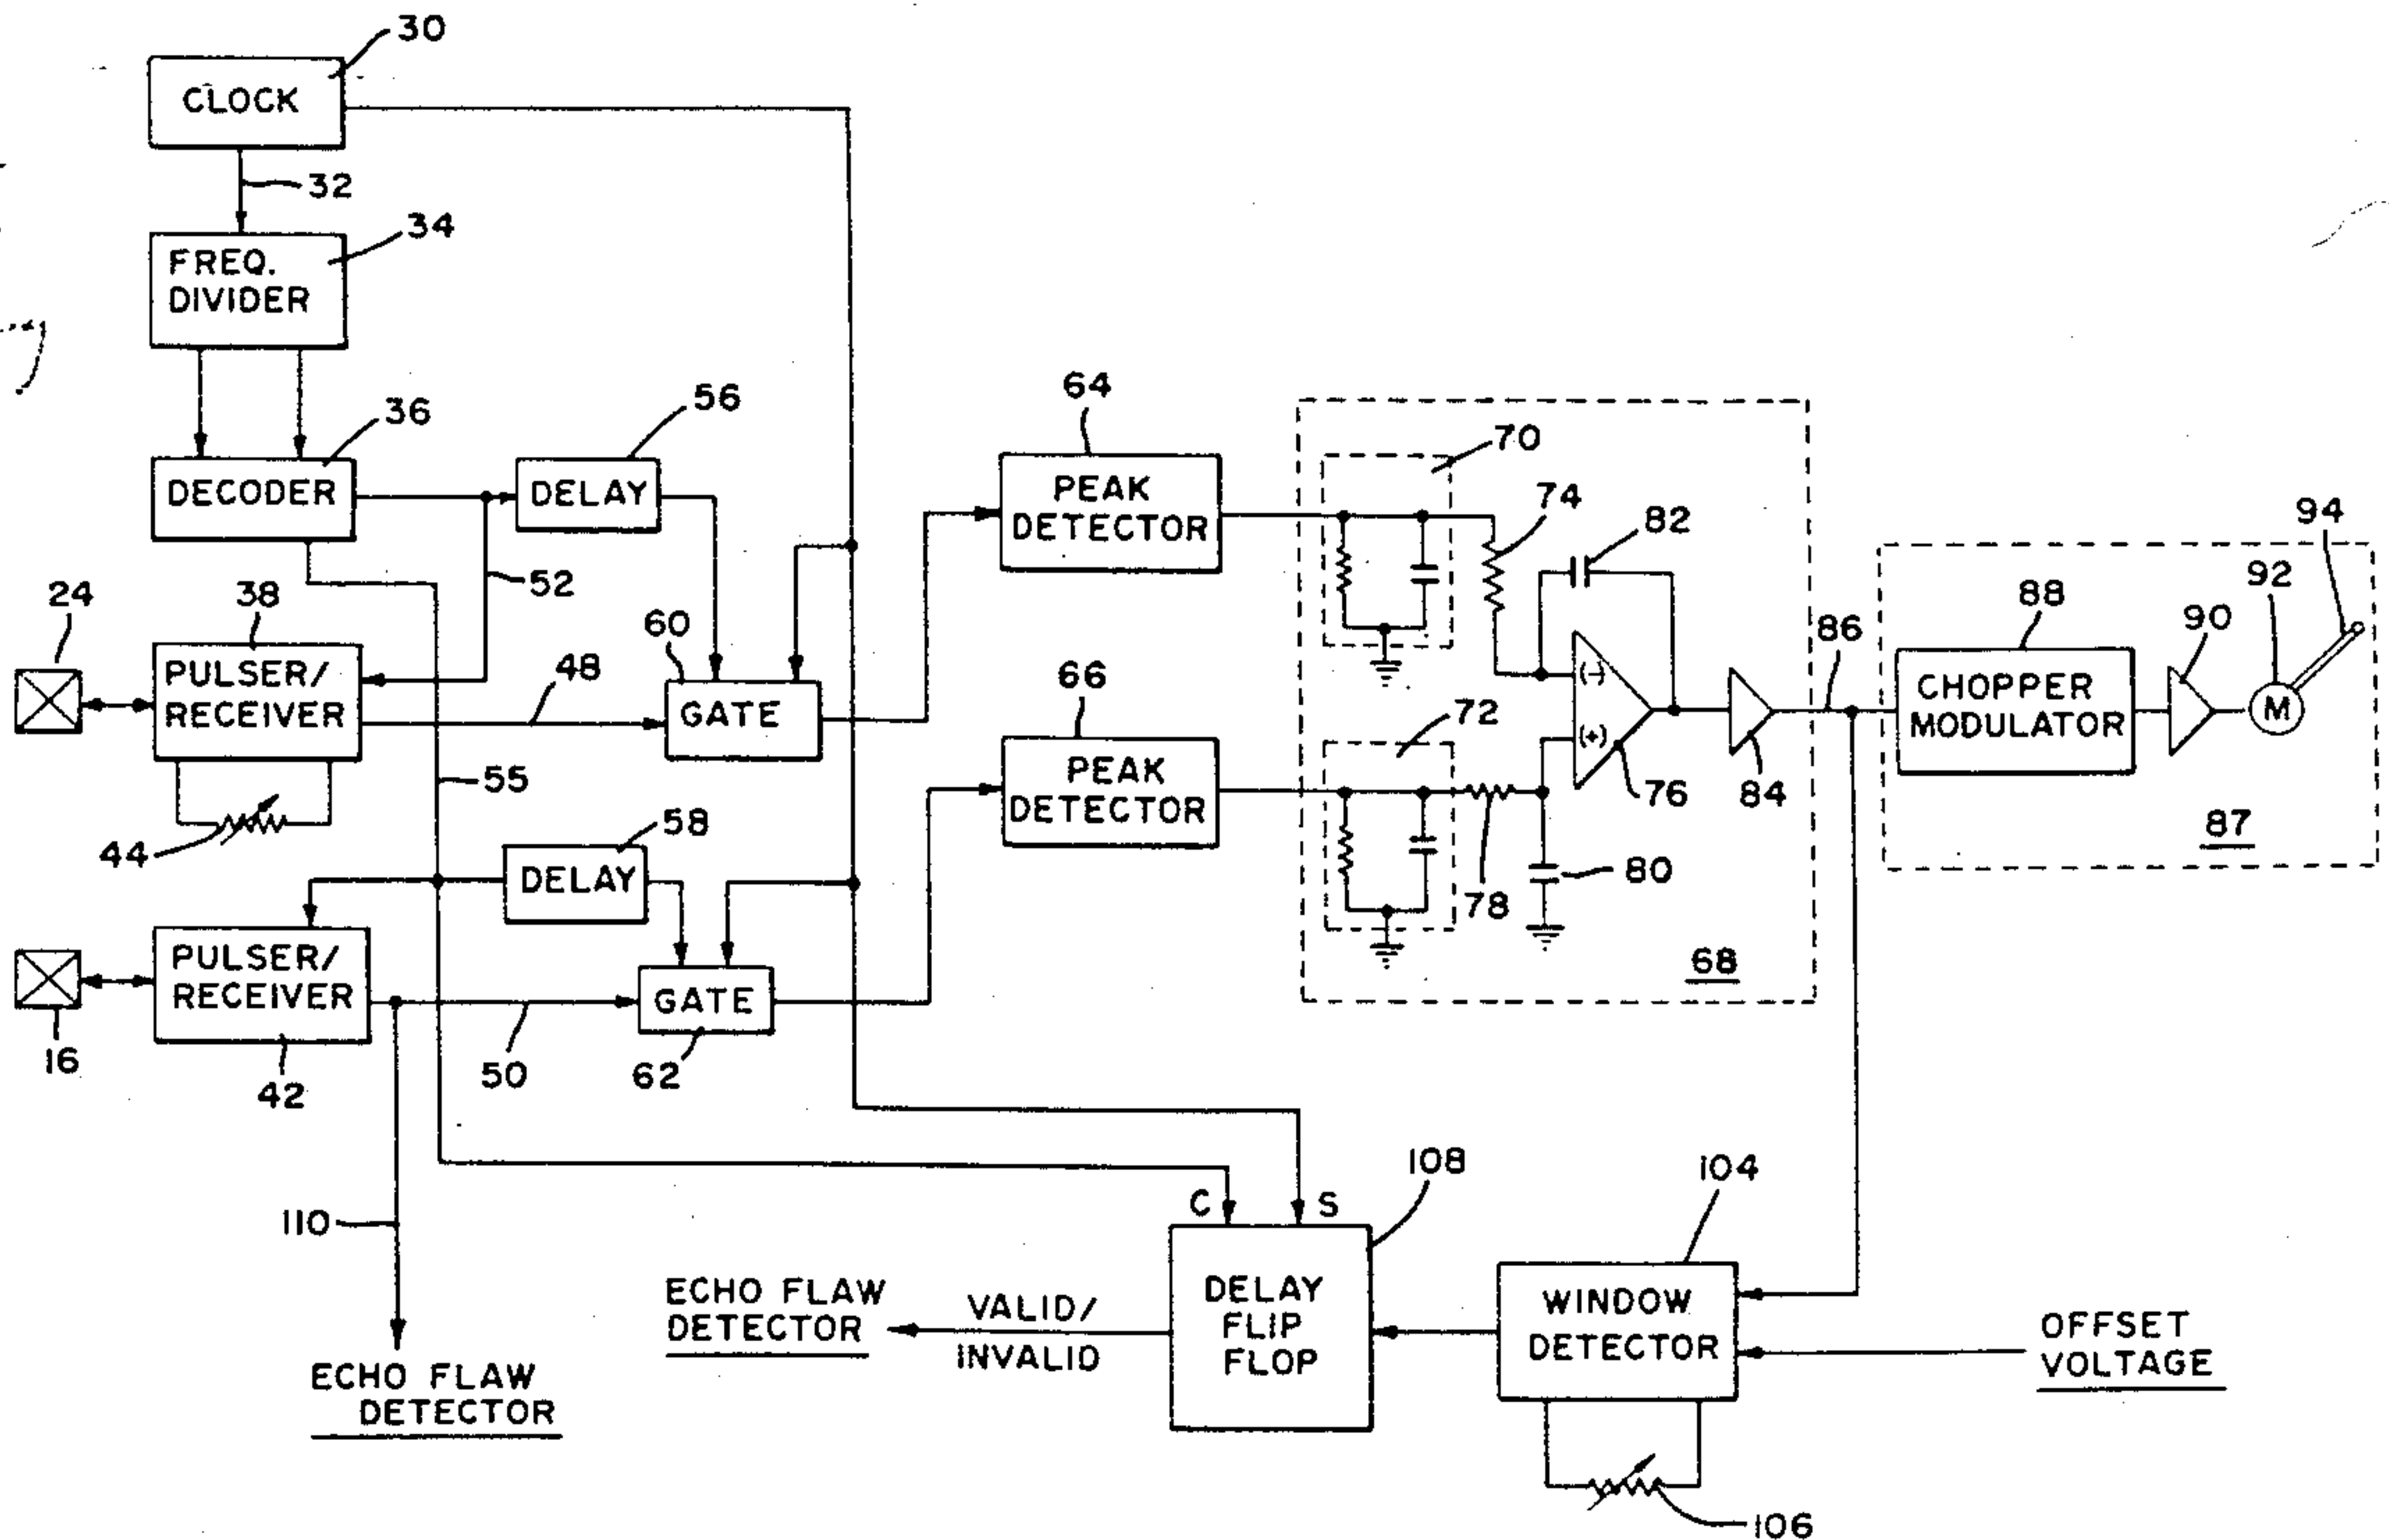 30
CLOCK
32
34
FREQ.
DIVIDER
36
DECODER
56
DELAY
52
24
38
PULSER/
RECEIVER
48
60
GATE
44
55
58
DELAY
16
PULSER/
RECEIVER
42
50
62
GATE
64
PEAK
DETECTOR
66
PEAK
DETECTOR
70
74
82
72
(-)
(+)
76
78
80
84
68
86
88
CHOPPER
MODULATOR
90
92
94
M
87
110
ECHO FLAW
DETECTOR
ECHO FLAW
DETECTOR
VALID/
INVALID
C
S
108
DELAY
FLIP
FLOP
104
WINDOW
DETECTOR
OFFSET
VOLTAGE
106